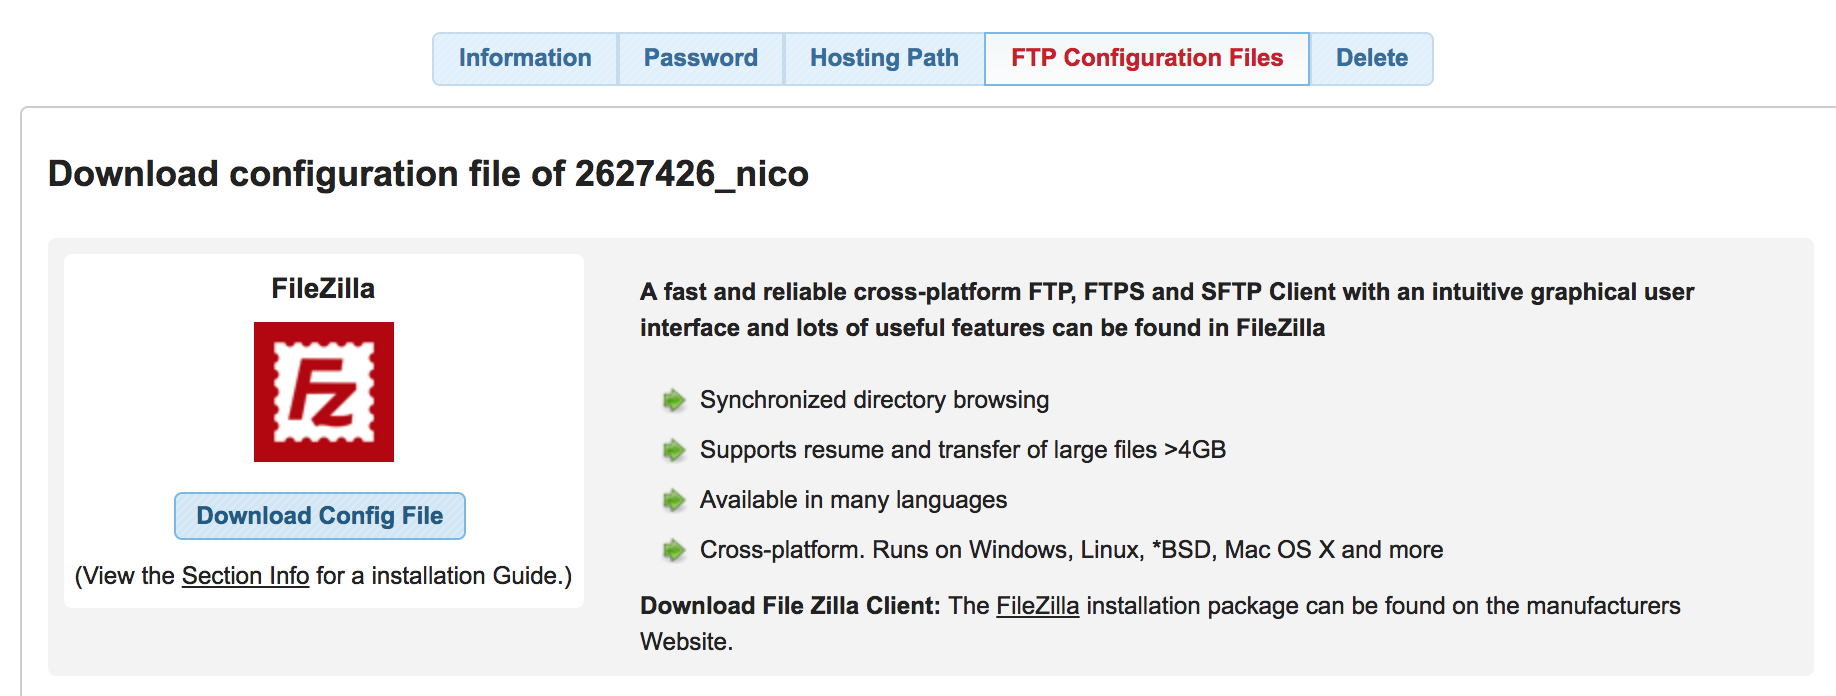 Information Password Hosting Path FTP Configuration Files Delete
Download configuration file of 2627426_nico
FileZilla
Fz
Download Config File
(View the Section Info for a installation Guide.)
A fast and reliable cross-platform FTP, FTPS and SFTP Client with an intuitive graphical user
interface and lots of useful features can be found in FileZilla
Synchronized directory browsing
Supports resume and transfer of large files >4GB
Available in many languages
Cross-platform. Runs on Windows, Linux, *BSD, Mac OS X and more
Download File Zilla Client: The FileZilla installation package can be found on the manufacturers
Website.